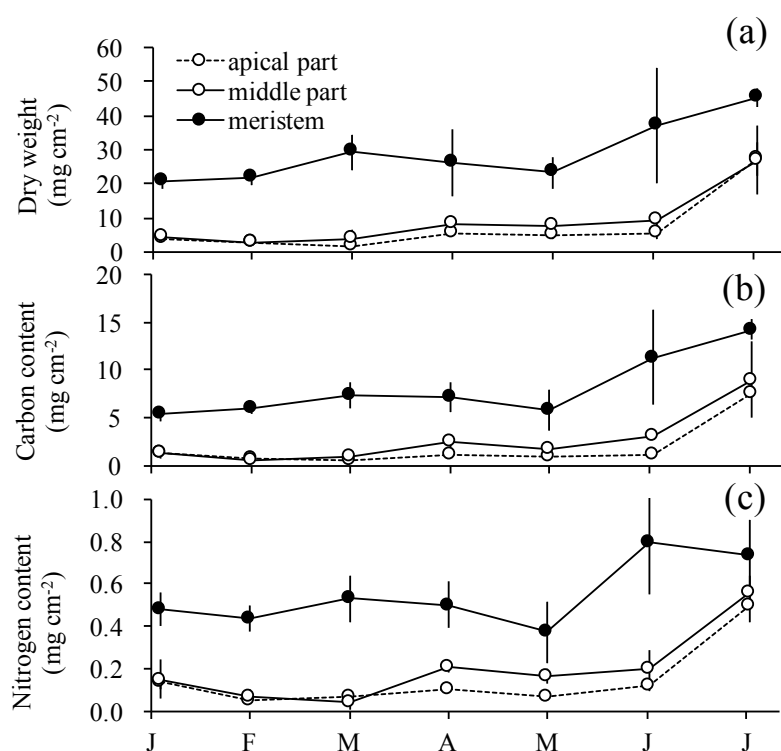 (a)
apical part
middle part
meristem
60
50
40
30
20
10
0
Dry weight
(mg cm-2)
(b)
20
15
10
5
0
Carbon content
(mg cm-2)
(c)
1.0
0.8
0.6
0.4
0.2
0.0
Nitrogen content
(mg cm-2)
J F M A M J J